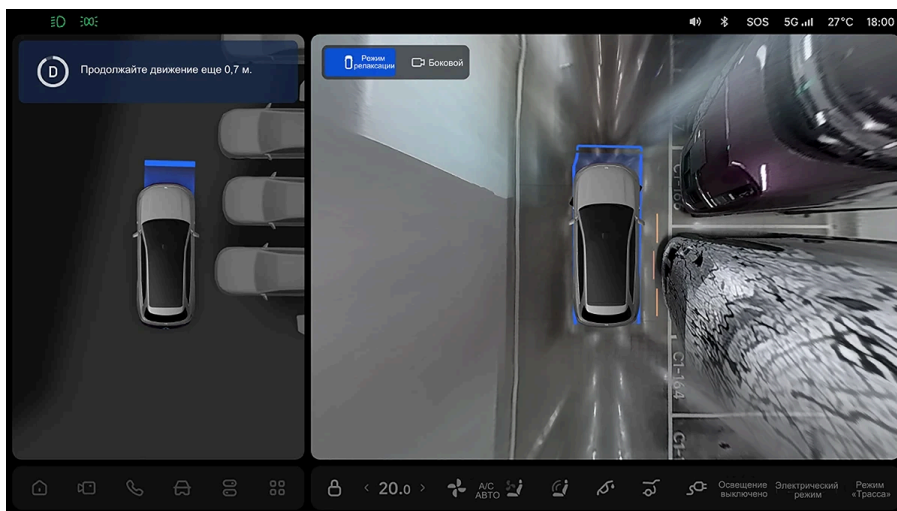 SOS 5G 27°C 18:00
D
Продолжайте движение еще 0,7 м.
Режим
релаксации
Боковой
C1-164
20.0
A/C
АВТО
Освещение
выключено
Электрический
режим
Режим
«Трасса»